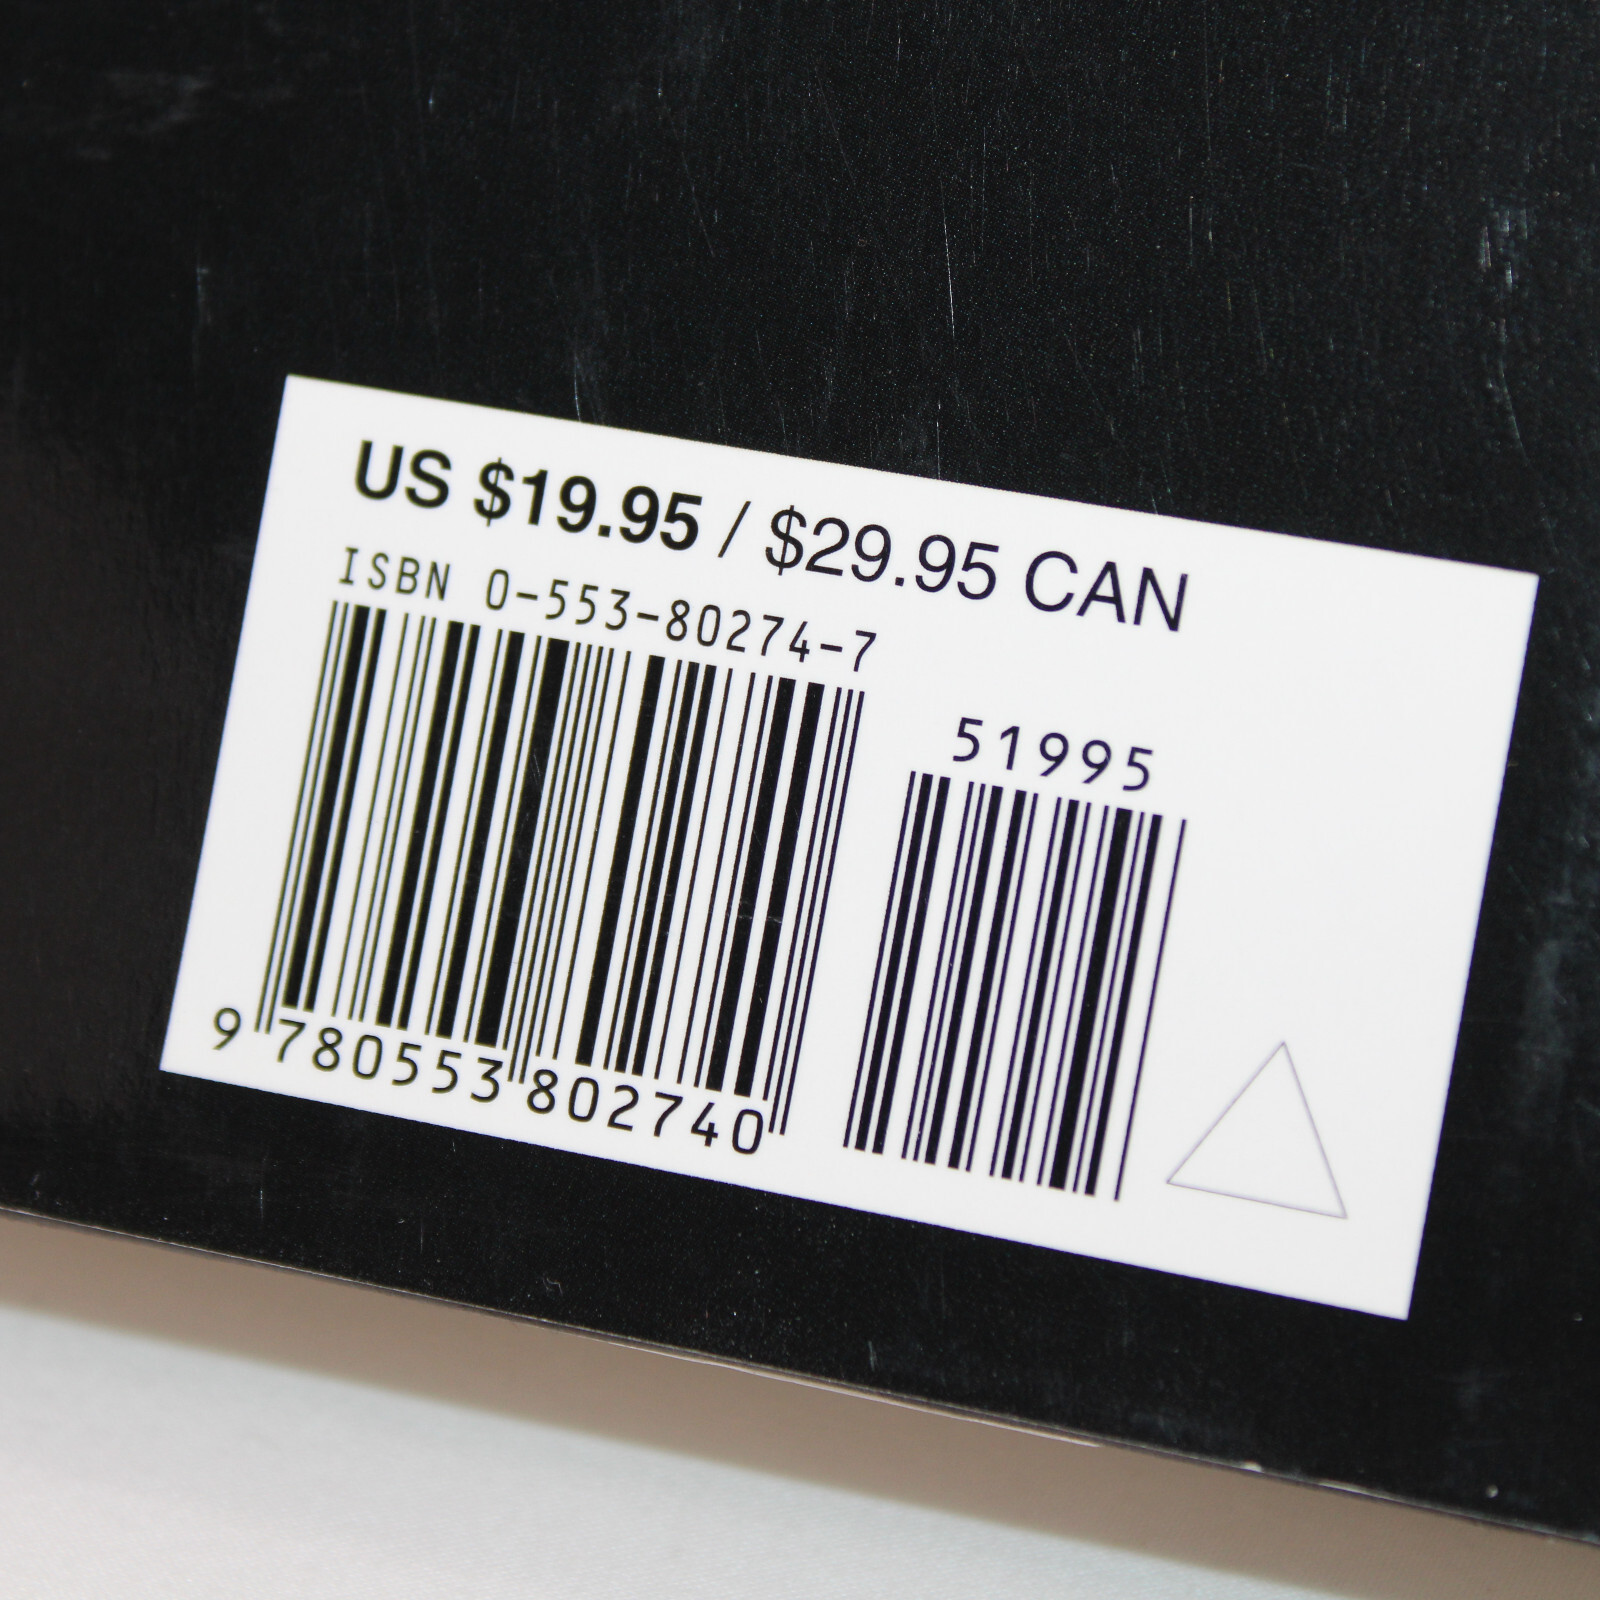 US $19.95 / $29.95 CAN
ISBN 0-553-80274-7
51995
9 780553 802740